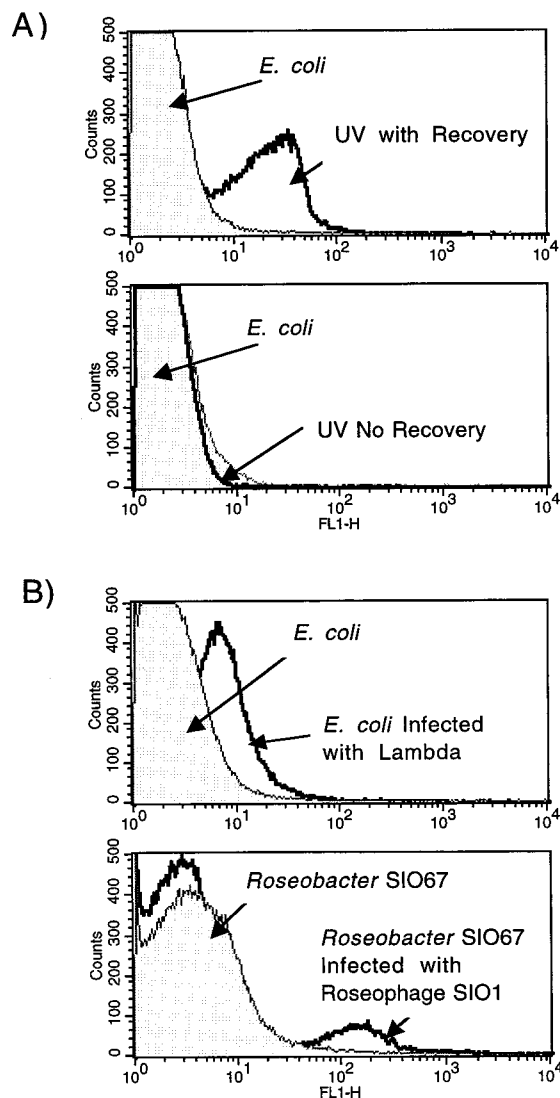 A)
500
400
300
200
100
0
Counts
E. coli
UV with Recovery
10^0 10^1 10^2 10^3 10^4
500
400
300
200
100
0
Counts
E. coli
UV No Recovery
10^0 10^1 10^2 10^3 10^4
FL1-H
B)
500
400
300
200
100
0
Counts
E. coli
E. coli Infected
with Lambda
10^0 10^1 10^2 10^3 10^4
500
400
300
200
100
0
Counts
Roseobacter SIO67
Roseobacter SIO67
Infected with
Roseophage SIO1
10^0 10^1 10^2 10^3 10^4
FL1-H